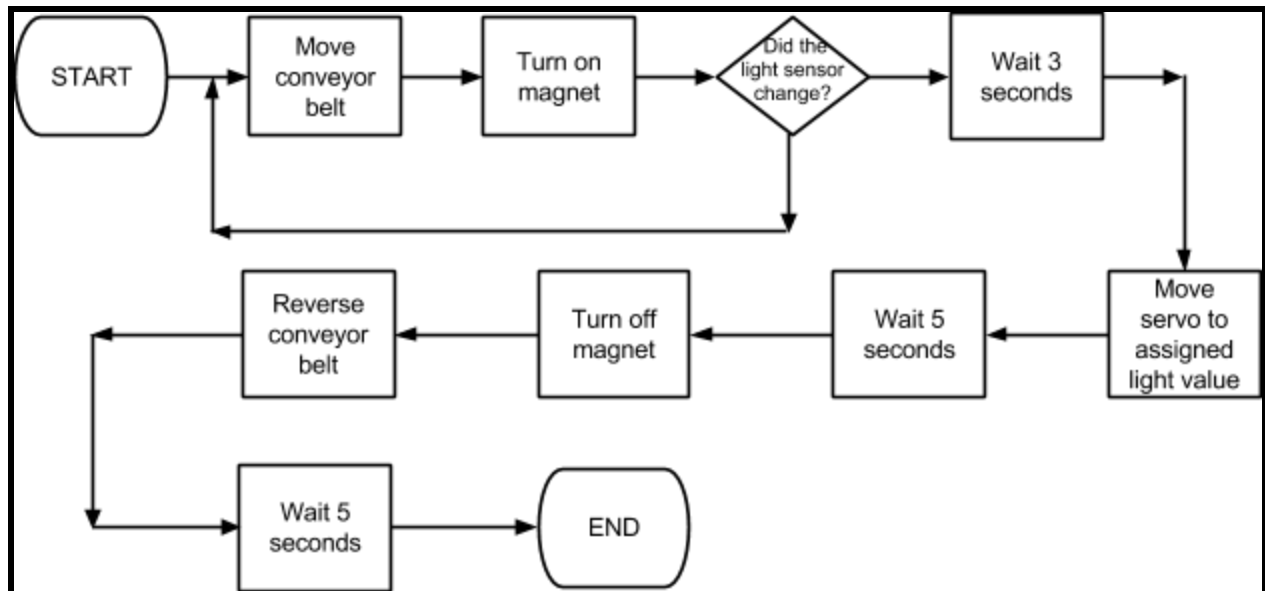 START
Move
conveyor
belt
Turn on
magnet
Did the
light sensor
change?
Wait 3
seconds
Reverse
conveyor
belt
Turn off
magnet
Wait 5
seconds
Move
servo to
assigned
light value
Wait 5
seconds
END